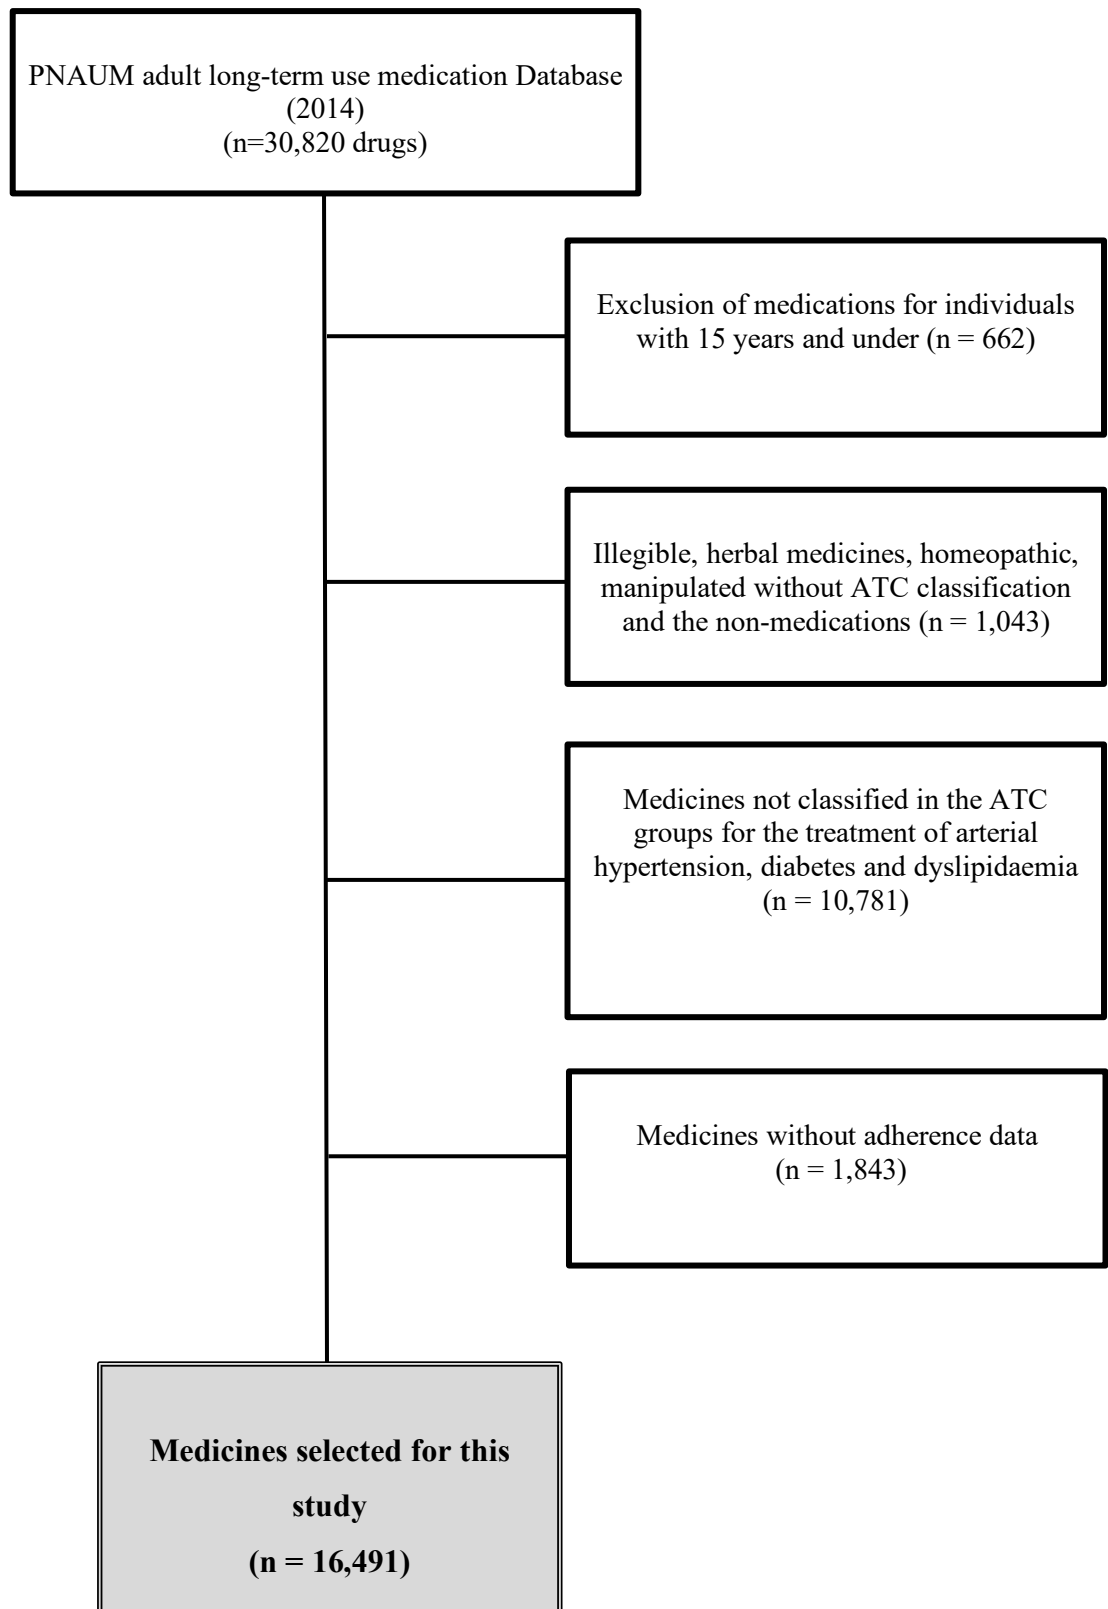 PNAUM adult long-term use medication Database
(2014)
(n=30,820 drugs)
Exclusion of medications for individuals
with 15 years and under (n = 662)
Illegible, herbal medicines, homeopathic,
manipulated without ATC classification
and the non-medications (n = 1,043)
Medicines not classified in the ATC
groups for the treatment of arterial
hypertension, diabetes and dyslipidaemia
(n = 10,781)
Medicines without adherence data
(n = 1,843)
Medicines selected for this
study
(n = 16,491)